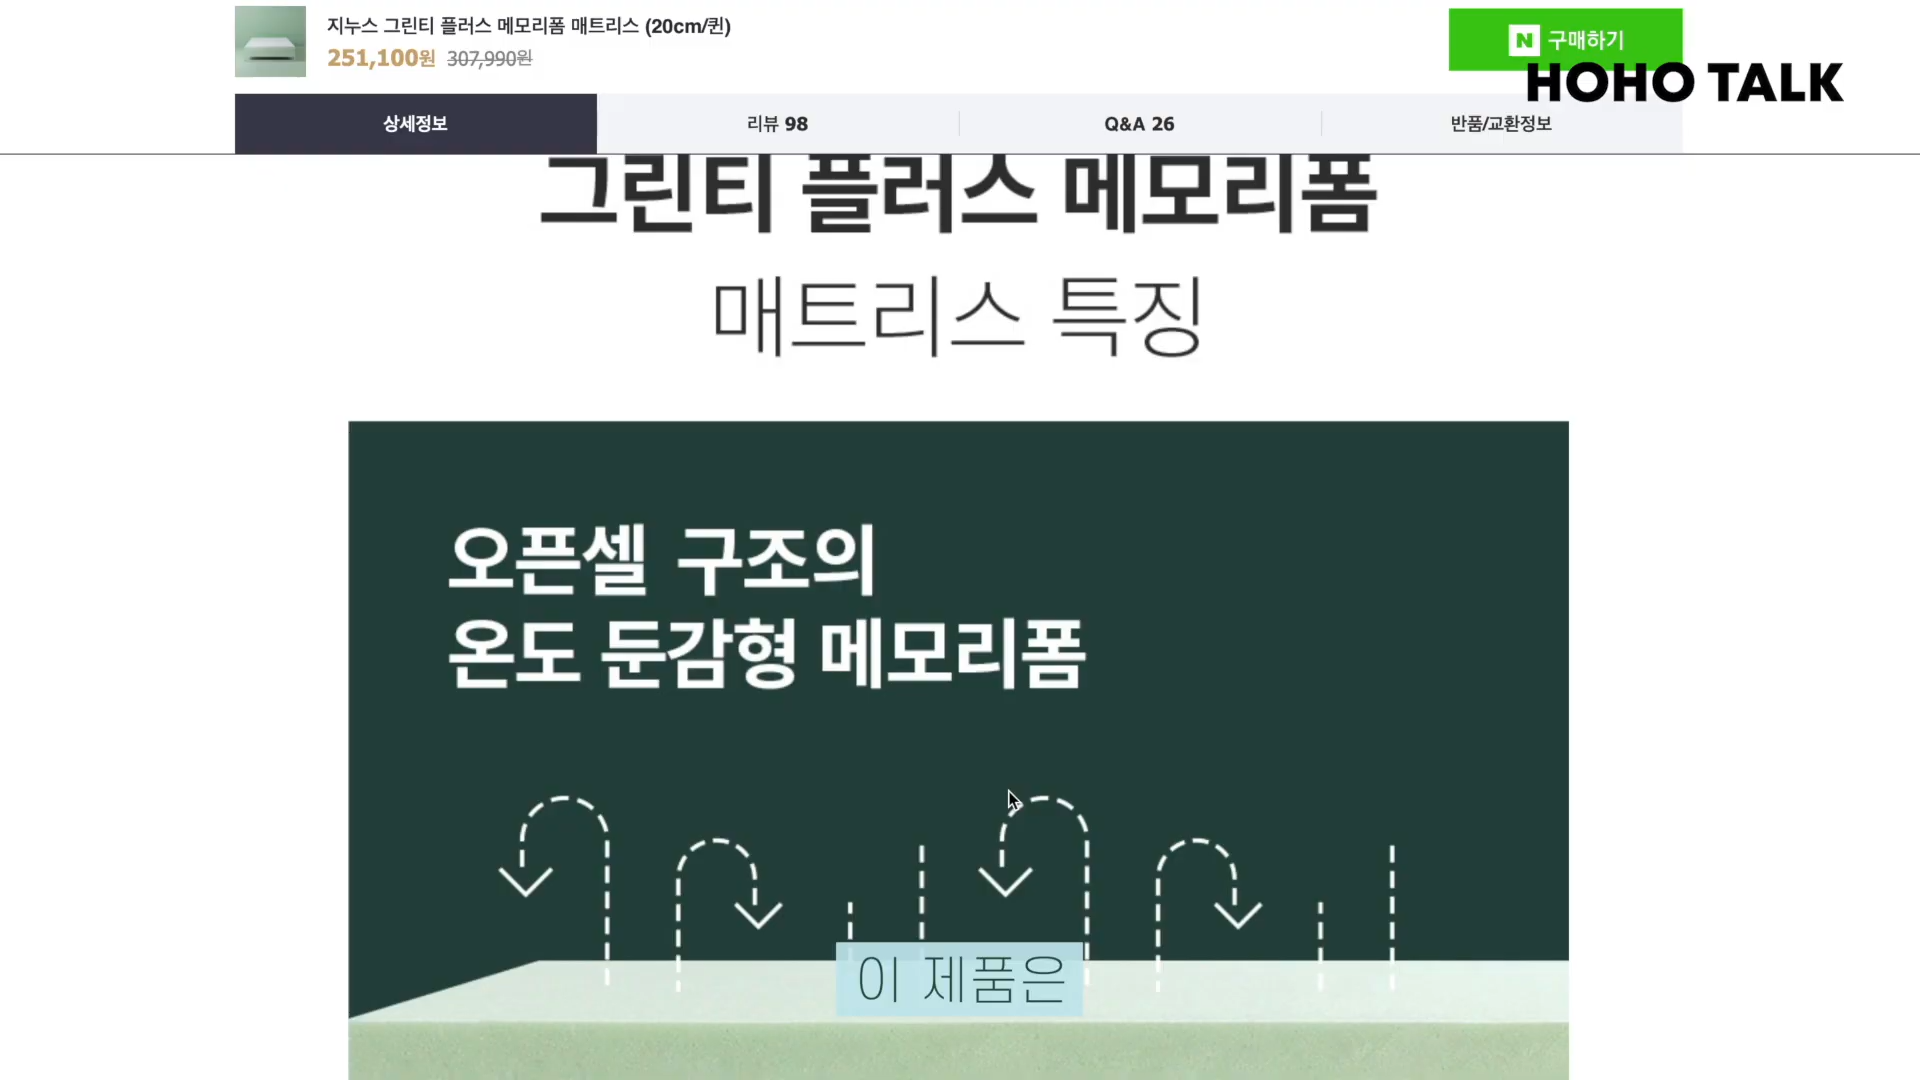 지누스 그린티 플러스 메모리폼 매트리스 (20cm/퀸)
251,100원 307,990원
N 구매하기
HOHO TALK
상세정보
리뷰 98
Q&A 26
반품/교환정보
그린티 플러스 메모리폼
매트리스 특징
오픈셀 구조의
온도 둔감형 메모리폼
이 제품은